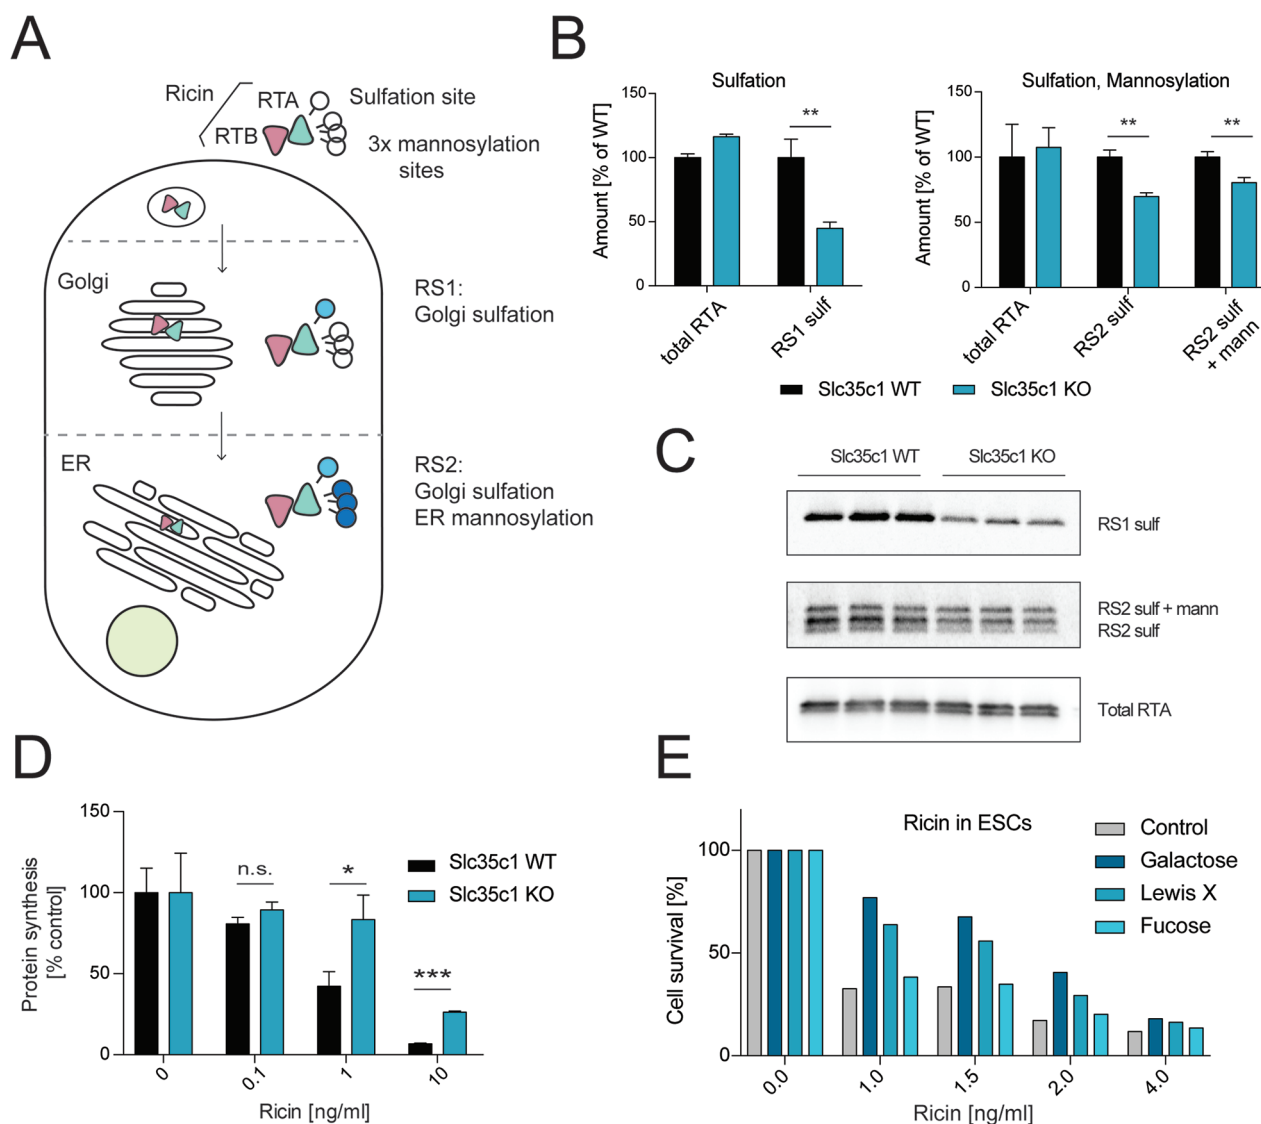 A
Ricin
RTA
RTB
Sulfation site
3x mannosylation
sites
Golgi
RS1:
Golgi sulfation
ER
RS2:
Golgi sulfation
ER mannosylation
B
Sulfation
Amount [% of WT]
150
100
50
0
**
total RTA
RS1 sulf
Sulfation, Mannosylation
Amount [% of WT]
150
100
50
0
**
**
total RTA
RS2 sulf
RS2 sulf
+ mann
Slc35c1 WT
Slc35c1 KO
C
Slc35c1 WT
Slc35c1 KO
RS1 sulf
RS2 sulf + mann
RS2 sulf
Total RTA
D
Protein synthesis
[% control]
150
100
50
0
n.s.
*
***
Slc35c1 WT
Slc35c1 KO
0
0.1
1
10
Ricin [ng/ml]
E
Ricin in ESCs
Cell survival [%]
100
50
0
Control
Galactose
Lewis X
Fucose
0.0
1.0
1.5
2.0
4.0
Ricin [ng/ml]